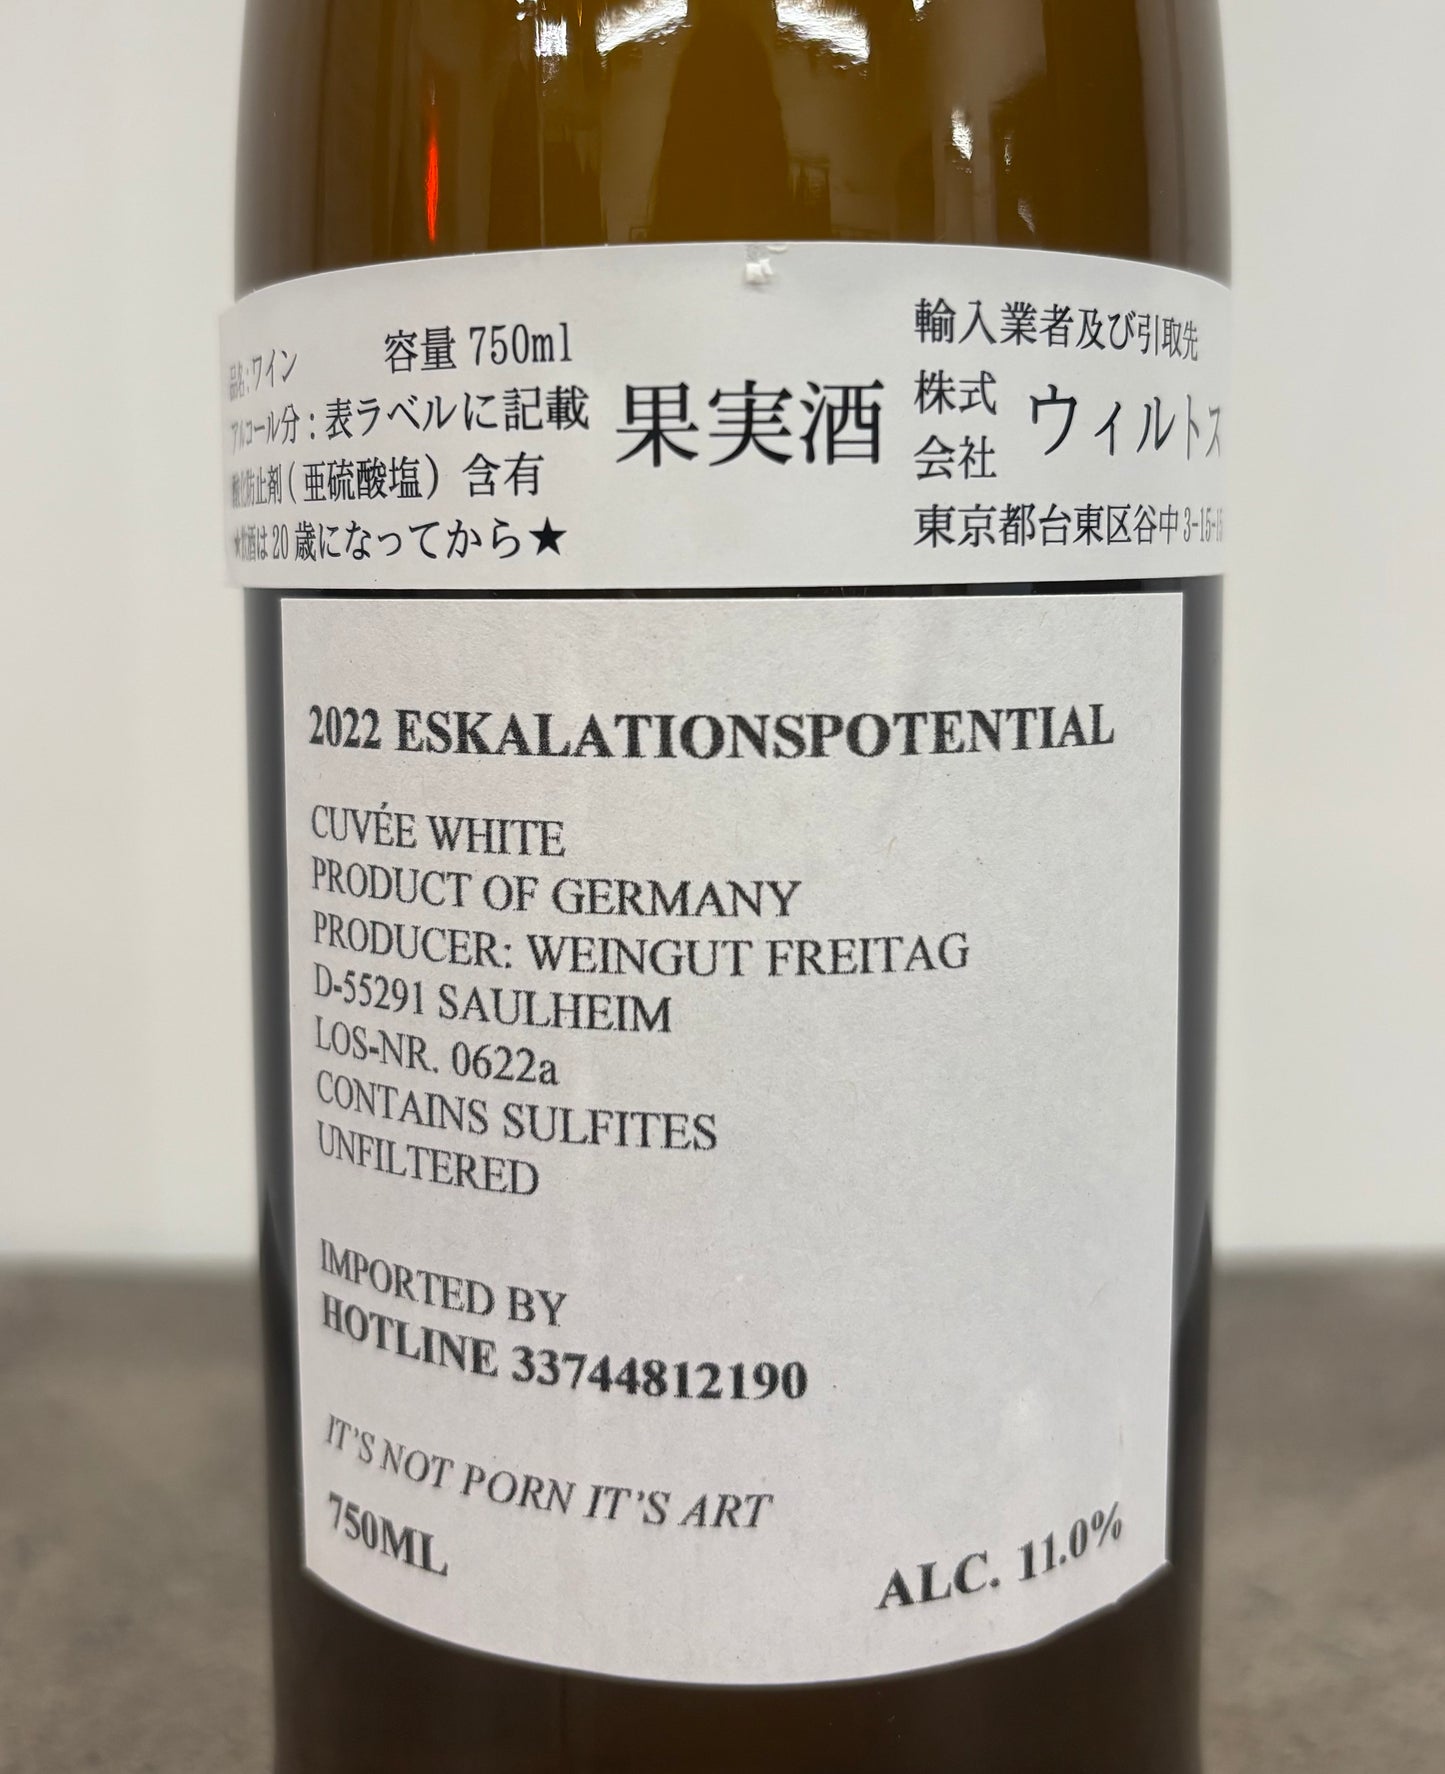 品名:ワイン 容量 750ml
アルコール分 : 表ラベルに記載
酸化防止剤 ( 亜硫酸塩) 含有
★飲酒は 20 歳になってから★
果実酒
輸入業者及び引取先
株式会社 ウィルトス
東京都台東区谷中 3-15-15
2022 ESKALATIONSPOTENTIAL
CUVÉE WHITE
PRODUCT OF GERMANY
PRODUCER: WEINGUT FREITAG
D-55291 SAULHEIM
LOS-NR. 0622a
CONTAINS SULFITES
UNFILTERED
IMPORTED BY
HOTLINE 33744812190
IT'S NOT PORN IT'S ART
750ML
ALC. 11.0%